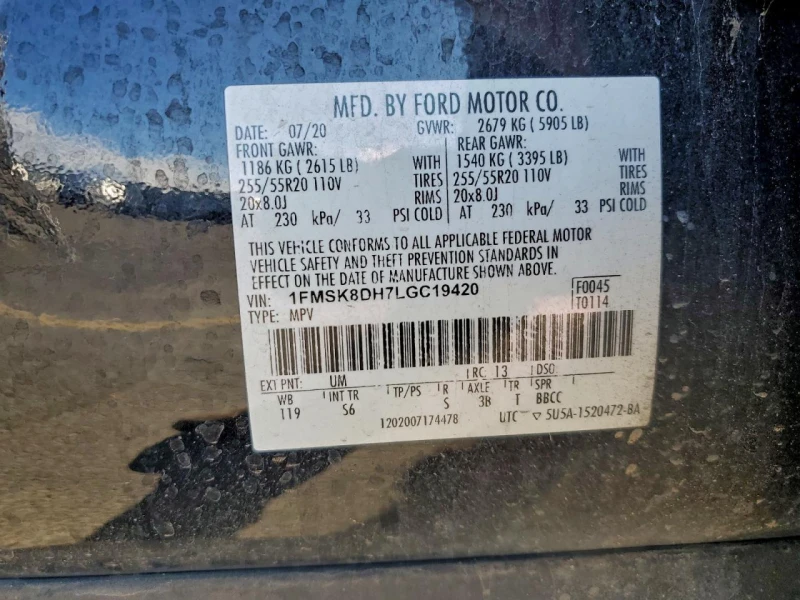 MFD. BY FORD MOTOR CO.
DATE: 07/20 GVWR: 2679 KG ( 5905 LB)
FRONT GAWR: REAR GAWR:
1186 KG ( 2615 LB) WITH 1540 KG ( 3395 LB) WITH
255/55R20 110V TIRES 255/55R20 110V TIRES
20x8.0J RIMS 20x8.0J RIMS
AT 230 kPa/ 33 PSI COLD AT 230 kPa/ 33 PSI COLD
THIS VEHICLE CONFORMS TO ALL APPLICABLE FEDERAL MOTOR
VEHICLE SAFETY AND THEFT PREVENTION STANDARDS IN
EFFECT ON THE DATE OF MANUFACTURE SHOWN ABOVE.
VIN: 1FMSK8DH7LGC19420 F0045
TYPE: MPV T0114
EXT PNT: UM RC: 13 DSO:
WB INT TR TP/PS R AXLE TR SPR
119 S6 S 3B T BBCC
1202007174478 UTC ▽ 5U5A-1520472-BA